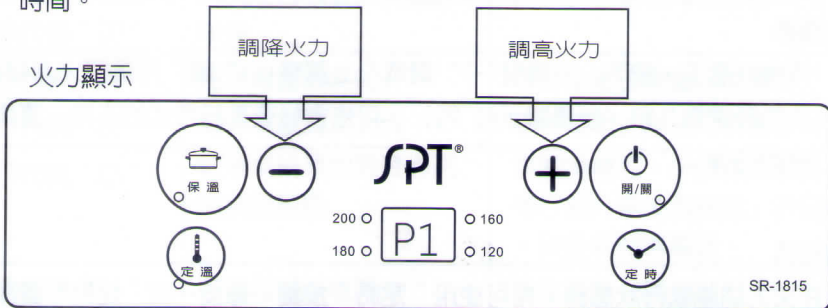 時間。
調降火力
調高火力
火力顯示
保溫
SPT®
開/關
200
160
P1
180
120
定溫
定時
SR-1815